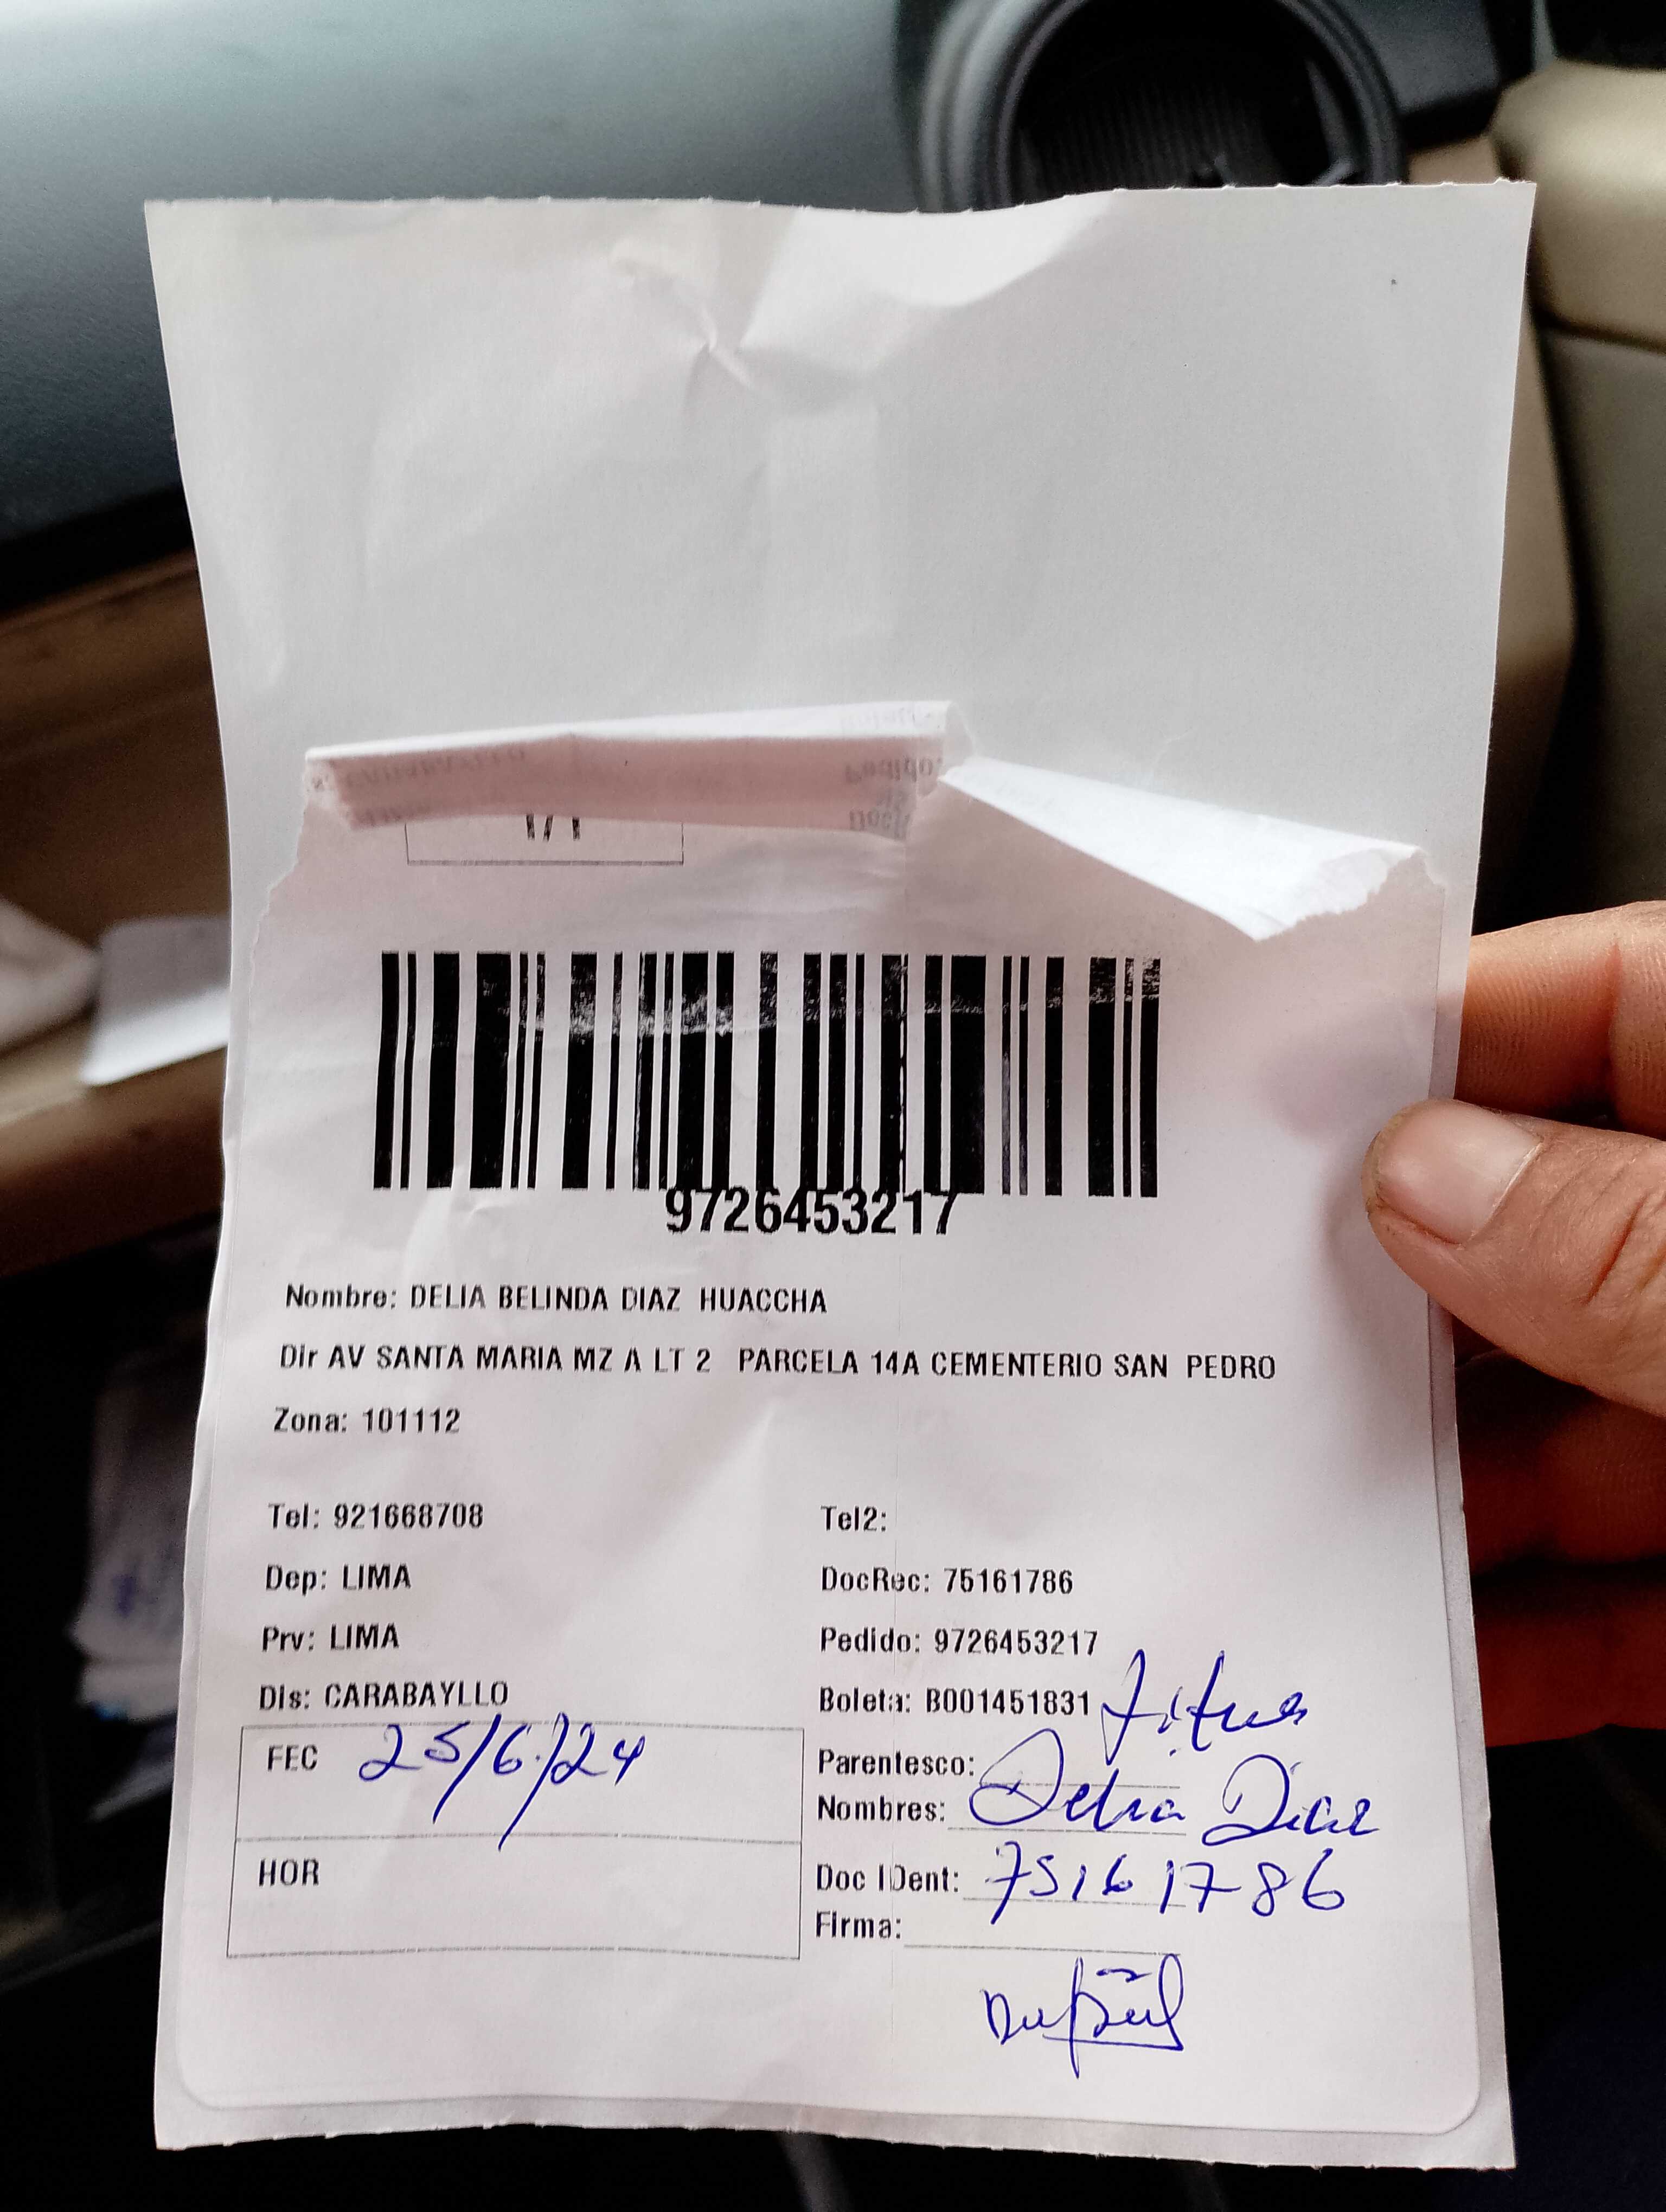 1/1
9726453217
Nombre: DELIA BELINDA DIAZ HUACCHA
Dir AV SANTA MARIA MZ A LT 2 PARCELA 14A CEMENTERIO SAN PEDRO
Zona: 101112
Tel: 921668708
Tel2:
Dep: LIMA
DocRec: 75161786
Prv: LIMA
Pedido: 9726453217
Dis: CARABAYLLO
Boleta: B001451831
FEC 25/6/24
Parentesco:
Nombres: Delia Diaz
HOR
Doc IDent: 75161786
Firma: